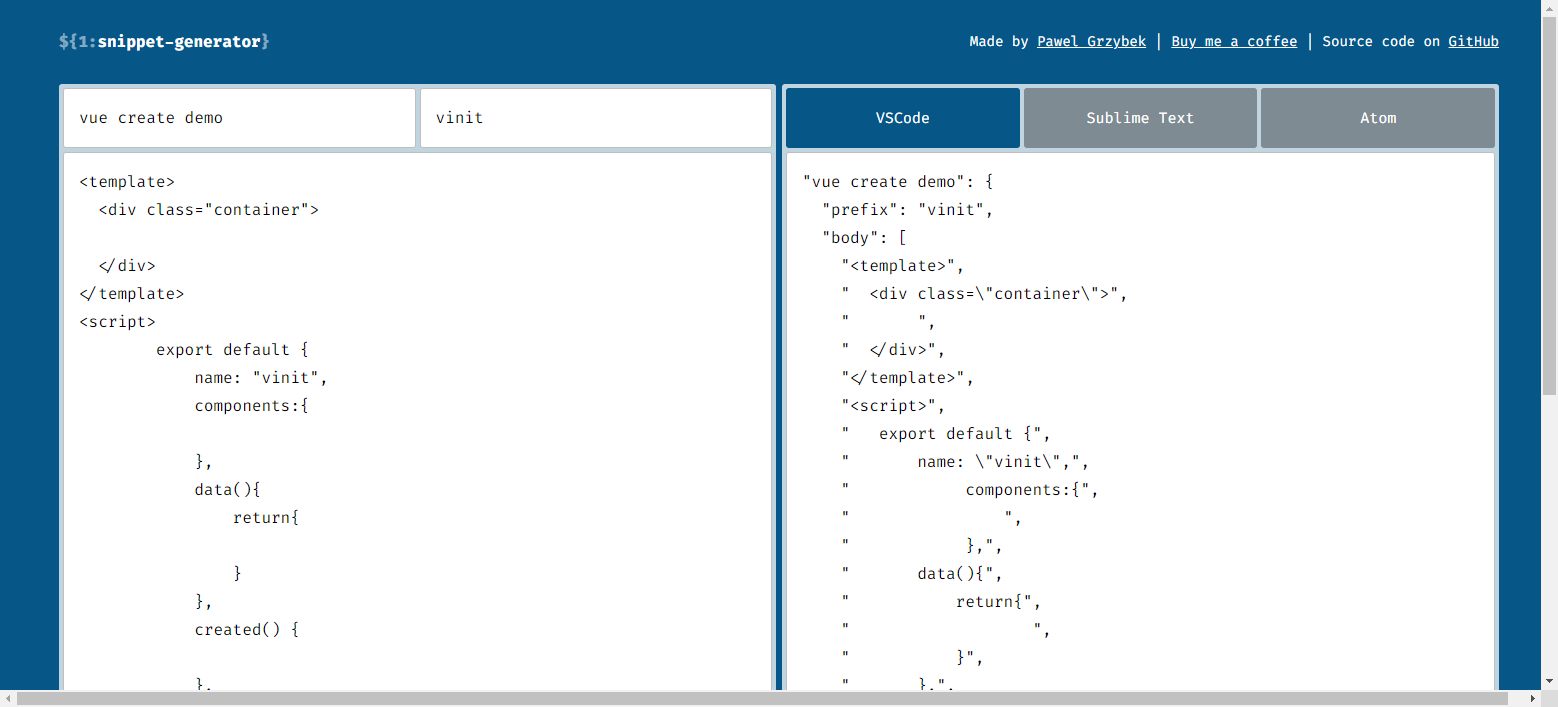 ${1:snippet-generator}
Made by Pawel Grzybek | Buy me a coffee | Source code on GitHub
vue create demo
vinit
VSCode
Sublime Text
Atom
<template>
  <div class="container">
  </div>
</template>
<script>
        export default {
            name: "vinit",
            components:{
            },
            data(){
                return{
                }
            },
            created() {
            },
"vue create demo": {
  "prefix": "vinit",
  "body": [
    "<template>",
    "  <div class=\"container\">",
    "       ",
    "  </div>",
    "</template>",
    "<script>",
    "   export default {",
    "       name: \"vinit\",",
    "            components:{",
    "                ",
    "            },",
    "       data(){",
    "           return{",
    "                   ",
    "           }",
    "       },",